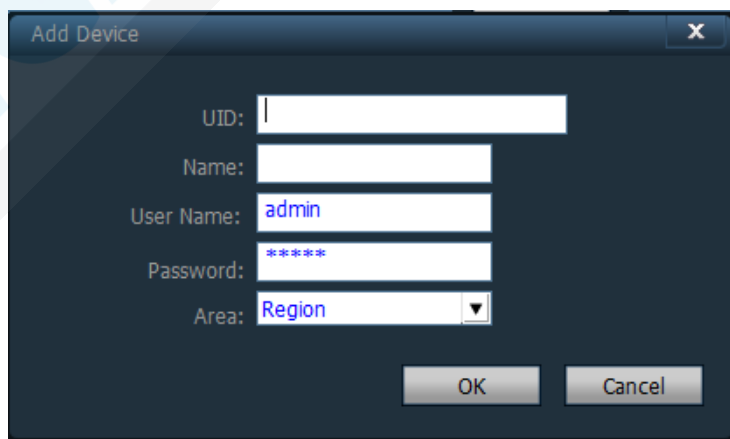 Add Device X
UID:
Name:
User Name: admin
Password: *****
Area: Region
OK Cancel